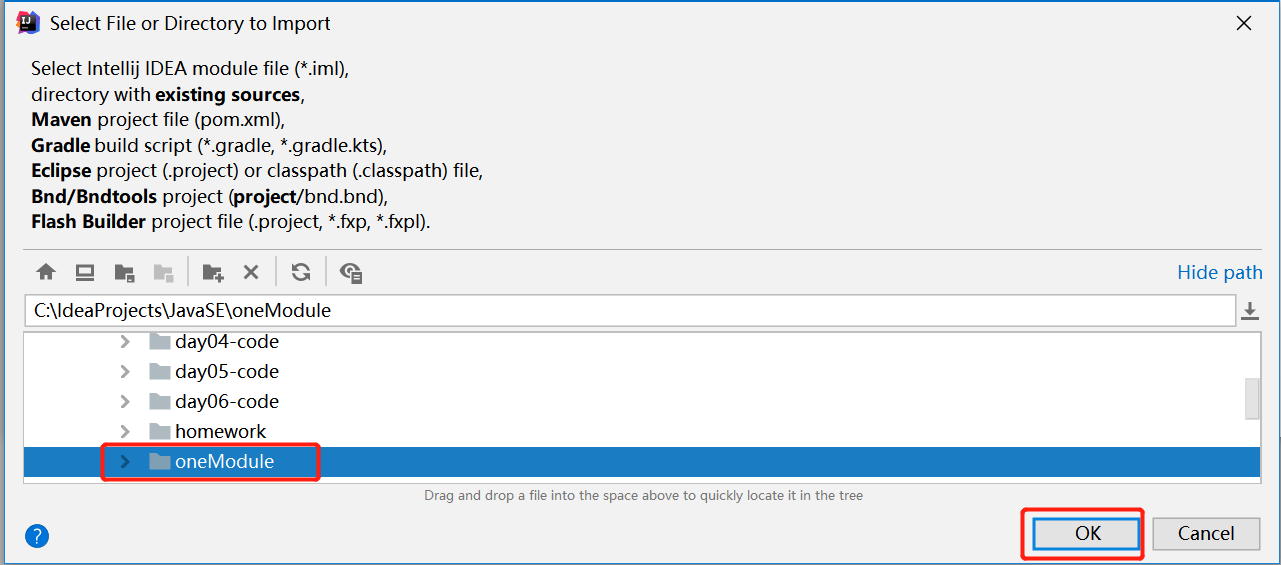 Select File or Directory to Import
Select Intellij IDEA module file (*.iml),
directory with existing sources,
Maven project file (pom.xml),
Gradle build script (*.gradle, *.gradle.kts),
Eclipse project (.project) or classpath (.classpath) file,
Bnd/Bndtools project (project/bnd.bnd),
Flash Builder project file (.project, *.fxp, *.fxpl).
Hide path
C:\IdeaProjects\JavaSE\oneModule
day04-code
day05-code
day06-code
homework
oneModule
Drag and drop a file into the space above to quickly locate it in the tree
?
OK
Cancel